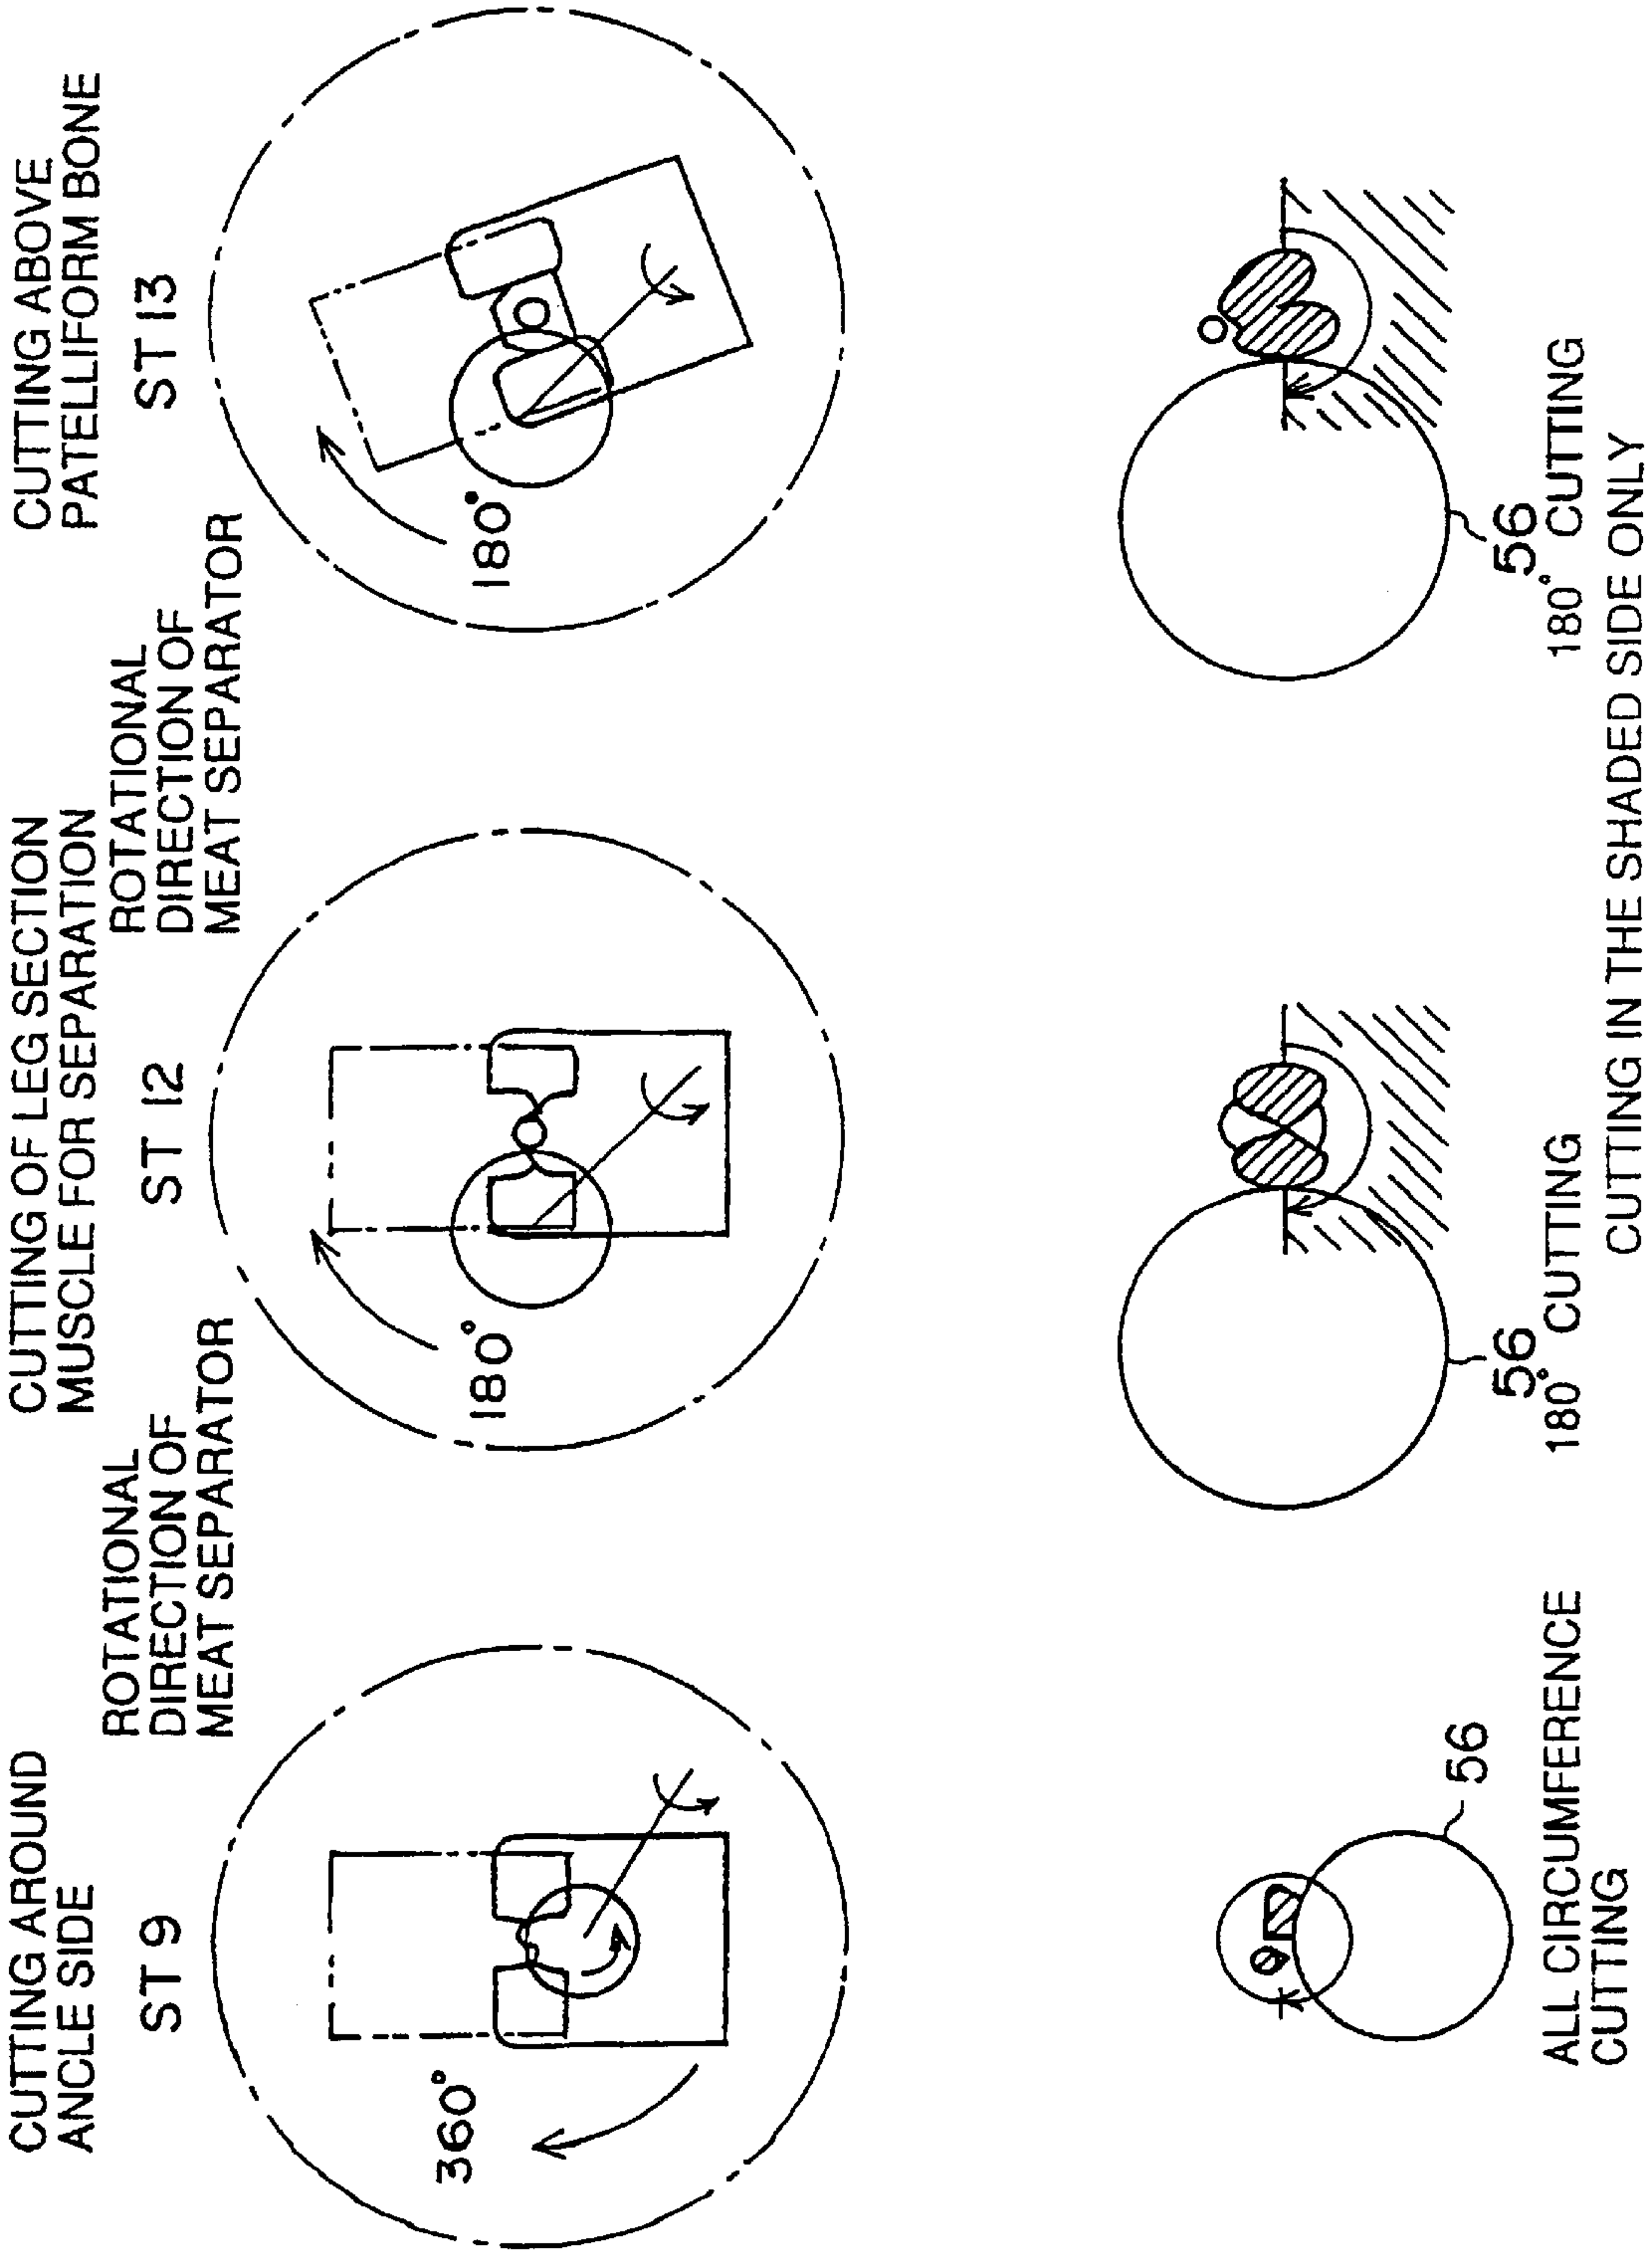 CUTTING AROUND
ANCLE SIDE
ST 9
360°
ROTATIONAL
DIRECTION OF
MEAT SEPARATOR
CUTTING OF LEG SECTION
MUSCLE FOR SEPARATION
ST 12
180°
ROTATIONAL
DIRECTION OF
MEAT SEPARATOR
CUTTING ABOVE
PATELLIFORM BONE
ST 13
180°
56
ALL CIRCUMFERENCE
CUTTING
56
180° CUTTING
56
180° CUTTING
CUTTING IN THE SHADED SIDE ONLY